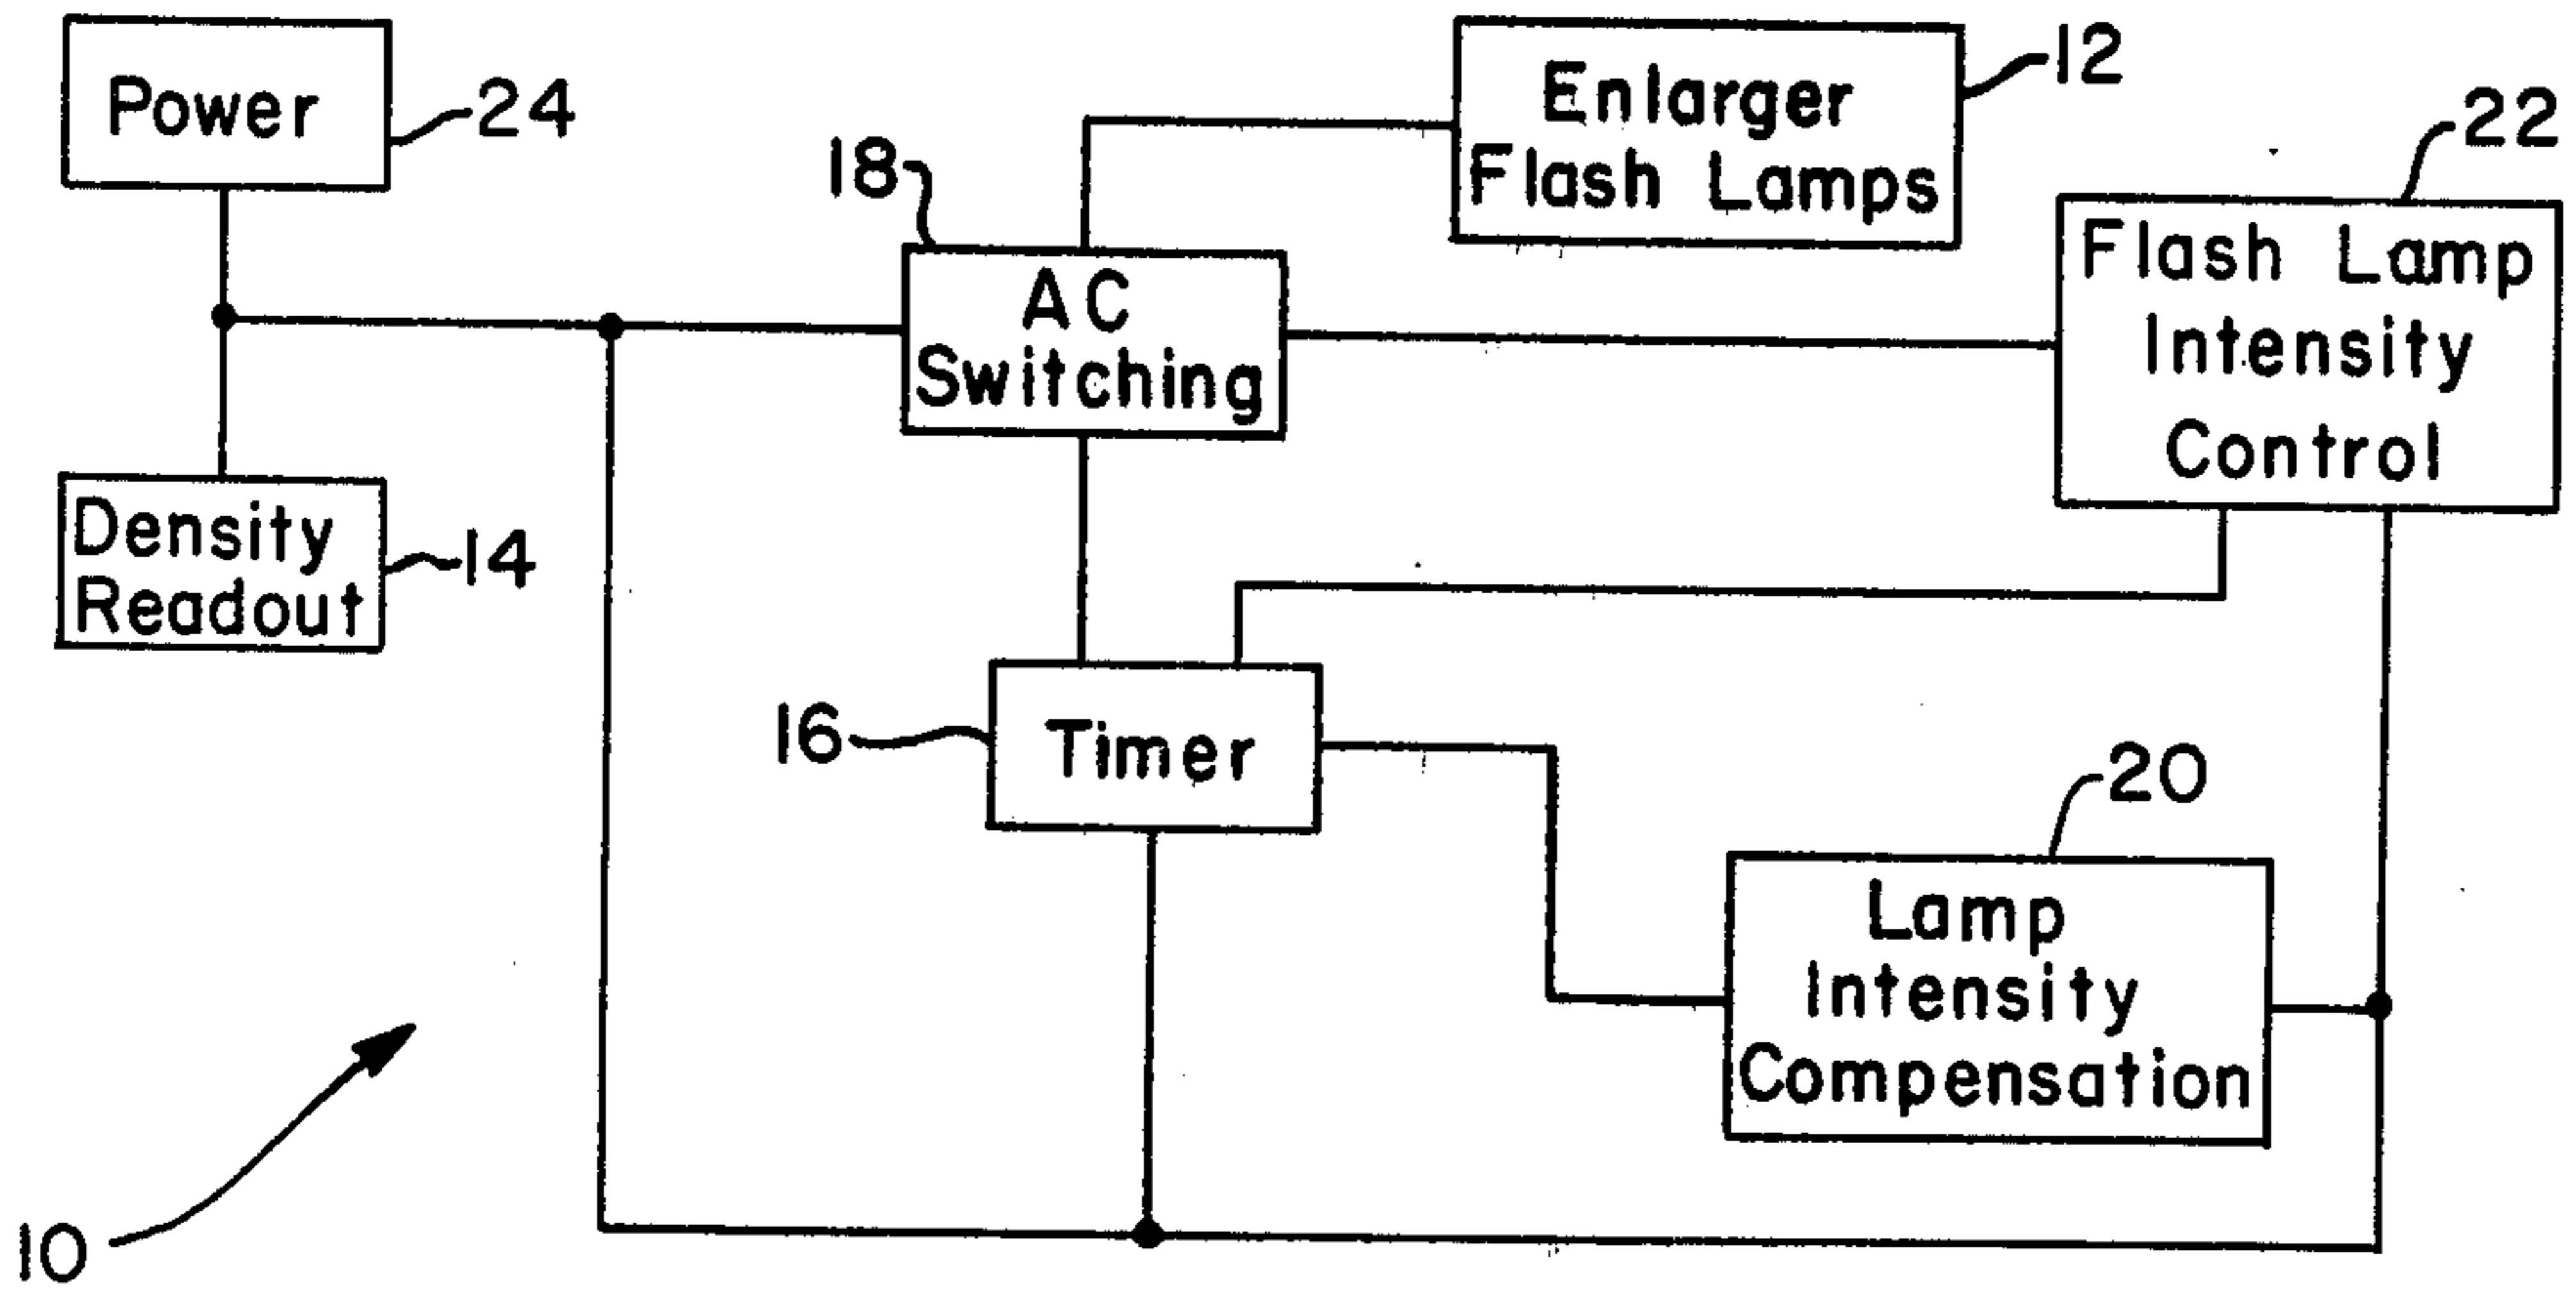 Power
24
Enlarger
Flash Lamps
12
18
22
AC
Switching
Flash Lamp
Intensity
Control
Density
Readout
14
16
Timer
20
Lamp
Intensity
Compensation
10